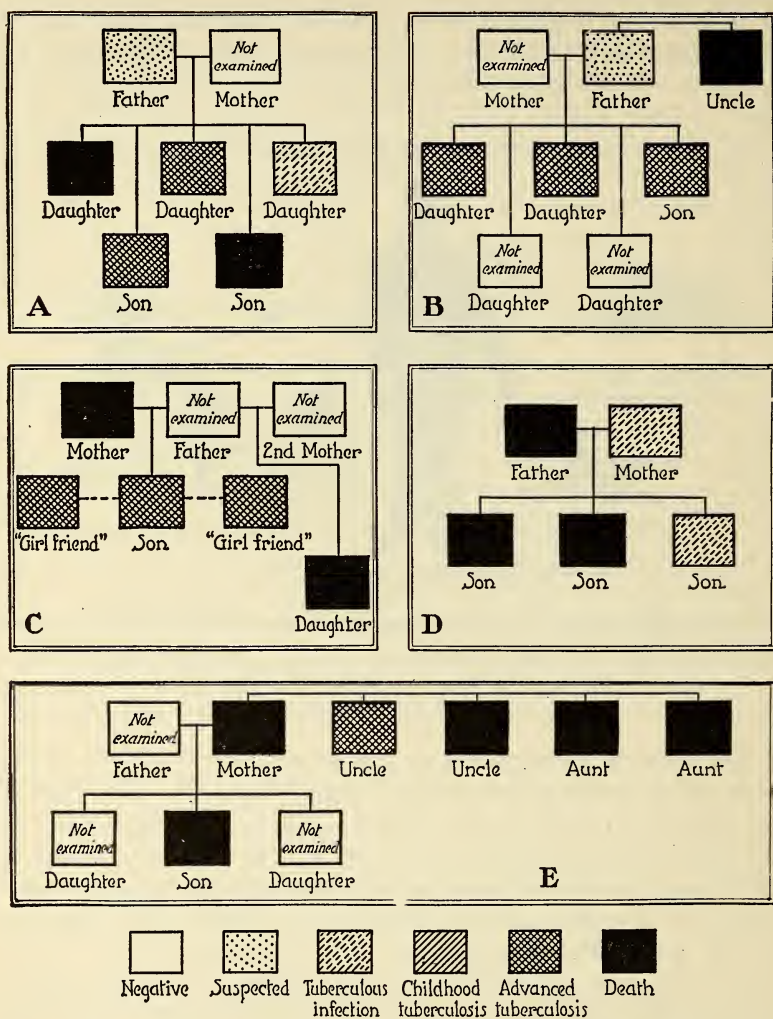 Not
examined
Father Mother
Daughter Daughter Daughter
Son Son
A
Not
examined
Mother Father Uncle
Daughter Daughter Son
Not
examined
Not
examined
Daughter Daughter
B
Not
examined
Not
examined
Mother Father 2nd Mother
"Girl friend" Son "Girl friend"
Daughter
C
Father Mother
Son Son Son
D
Not
examined
Father Mother Uncle Uncle Aunt Aunt
Not
examined
Not
examined
Daughter Son Daughter
E
Negative Suspected Tuberculous infection Childhood tuberculosis Advanced tuberculosis Death